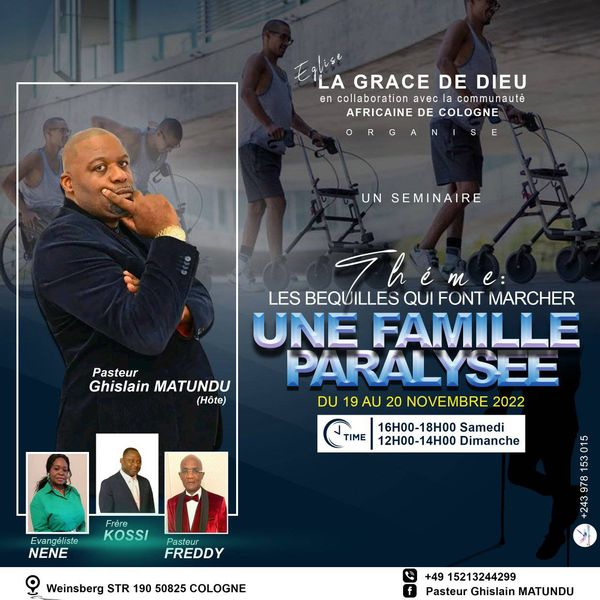 Eglise
LA GRACE DE DIEU
en collaboration avec la communauté
AFRICAINE DE COLOGNE
ORGANISE
UN SEMINAIRE
Théme:
LES BEQUILLES QUI FONT MARCHER
UNE FAMILLE
PARALYSEE
DU 19 AU 20 NOVEMBRE 2022
TIME
16H00-18H00 Samedi
12H00-14H00 Dimanche
Pasteur
Ghislain MATUNDU
(Hôte)
Evangéliste
NENE
Frère
KOSSI
Pasteur
FREDDY
+243 978 153 015
Weinsberg STR 190 50825 COLOGNE
+49 15213244299
Pasteur Ghislain MATUNDU